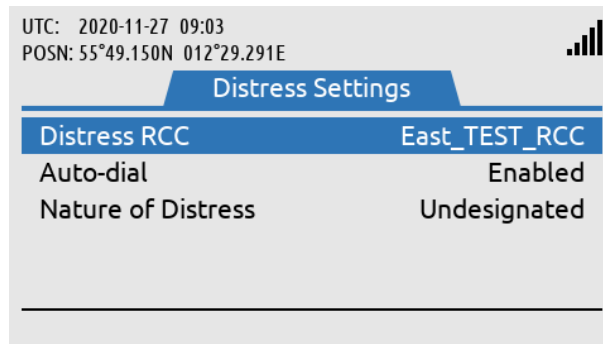 UTC: 2020-11-27 09:03
POSN: 55°49.150N 012°29.291E
Distress Settings
Distress RCC East_TEST_RCC
Auto-dial Enabled
Nature of Distress Undesignated